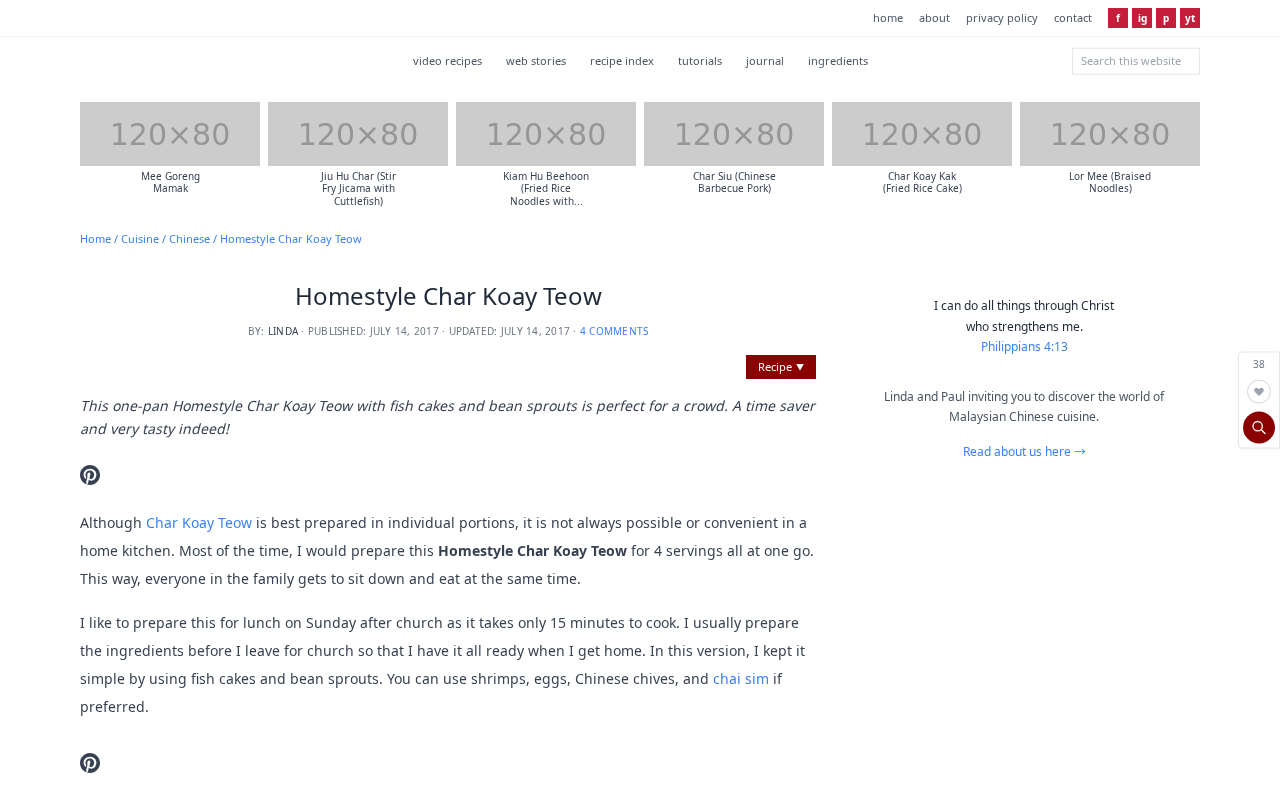 home about privacy policy contact f ig p yt
video recipes web stories recipe index tutorials journal ingredients Search this website
120×80 120×80 120×80 120×80 120×80 120×80
Mee Goreng
Mamak
Jiu Hu Char (Stir
Fry Jicama with
Cuttlefish)
Kiam Hu Beehoon
(Fried Rice
Noodles with...
Char Siu (Chinese
Barbecue Pork)
Char Koay Kak
(Fried Rice Cake)
Lor Mee (Braised
Noodles)
Home / Cuisine / Chinese / Homestyle Char Koay Teow
Homestyle Char Koay Teow
BY: LINDA · PUBLISHED: JULY 14, 2017 · UPDATED: JULY 14, 2017 · 4 COMMENTS
Recipe ▼
This one-pan Homestyle Char Koay Teow with fish cakes and bean sprouts is perfect for a crowd. A time saver
and very tasty indeed!
Although Char Koay Teow is best prepared in individual portions, it is not always possible or convenient in a
home kitchen. Most of the time, I would prepare this Homestyle Char Koay Teow for 4 servings all at one go.
This way, everyone in the family gets to sit down and eat at the same time.
I like to prepare this for lunch on Sunday after church as it takes only 15 minutes to cook. I usually prepare
the ingredients before I leave for church so that I have it all ready when I get home. In this version, I kept it
simple by using fish cakes and bean sprouts. You can use shrimps, eggs, Chinese chives, and chai sim if
preferred.
I can do all things through Christ
who strengthens me.
Philippians 4:13
Linda and Paul inviting you to discover the world of
Malaysian Chinese cuisine.
Read about us here →
38